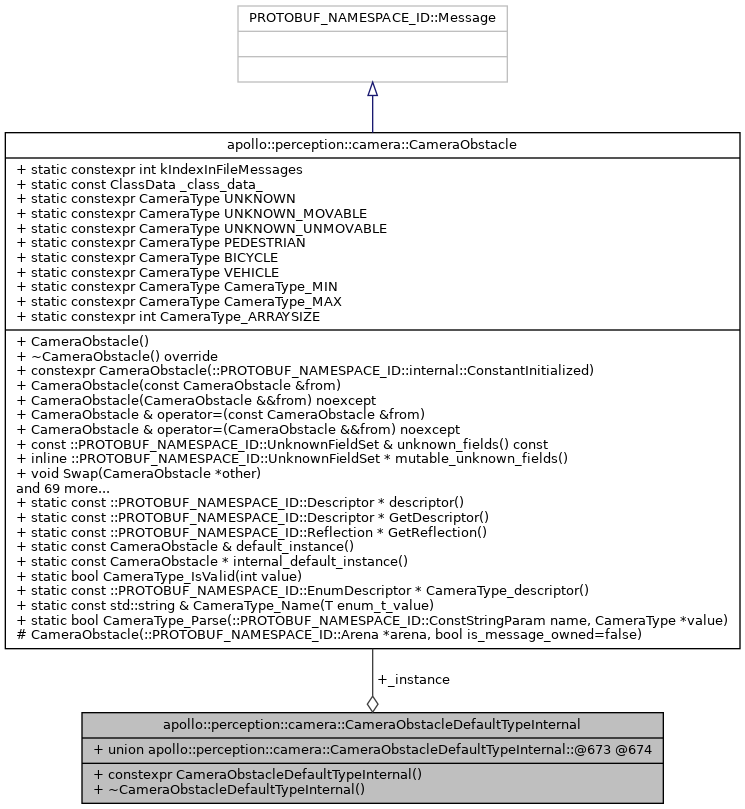 PROTOBUF_NAMESPACE_ID::Message
apollo::perception::camera::CameraObstacle
+ static constexpr int kIndexInFileMessages
+ static const ClassData _class_data_
+ static constexpr CameraType UNKNOWN
+ static constexpr CameraType UNKNOWN_MOVABLE
+ static constexpr CameraType UNKNOWN_UNMOVABLE
+ static constexpr CameraType PEDESTRIAN
+ static constexpr CameraType BICYCLE
+ static constexpr CameraType VEHICLE
+ static constexpr CameraType CameraType_MIN
+ static constexpr CameraType CameraType_MAX
+ static constexpr int CameraType_ARRAYSIZE
+ CameraObstacle()
+ ~CameraObstacle() override
+ constexpr CameraObstacle(::PROTOBUF_NAMESPACE_ID::internal::ConstantInitialized)
+ CameraObstacle(const CameraObstacle &from)
+ CameraObstacle(CameraObstacle &&from) noexcept
+ CameraObstacle & operator=(const CameraObstacle &from)
+ CameraObstacle & operator=(CameraObstacle &&from) noexcept
+ const ::PROTOBUF_NAMESPACE_ID::UnknownFieldSet & unknown_fields() const
+ inline ::PROTOBUF_NAMESPACE_ID::UnknownFieldSet * mutable_unknown_fields()
+ void Swap(CameraObstacle *other)
and 69 more...
+ static const ::PROTOBUF_NAMESPACE_ID::Descriptor * descriptor()
+ static const ::PROTOBUF_NAMESPACE_ID::Descriptor * GetDescriptor()
+ static const ::PROTOBUF_NAMESPACE_ID::Reflection * GetReflection()
+ static const CameraObstacle & default_instance()
+ static const CameraObstacle * internal_default_instance()
+ static bool CameraType_IsValid(int value)
+ static const ::PROTOBUF_NAMESPACE_ID::EnumDescriptor * CameraType_descriptor()
+ static const std::string & CameraType_Name(T enum_t_value)
+ static bool CameraType_Parse(::PROTOBUF_NAMESPACE_ID::ConstStringParam name, CameraType *value)
# CameraObstacle(::PROTOBUF_NAMESPACE_ID::Arena *arena, bool is_message_owned=false)
+_instance
apollo::perception::camera::CameraObstacleDefaultTypeInternal
+ union apollo::perception::camera::CameraObstacleDefaultTypeInternal::@673 @674
+ constexpr CameraObstacleDefaultTypeInternal()
+ ~CameraObstacleDefaultTypeInternal()